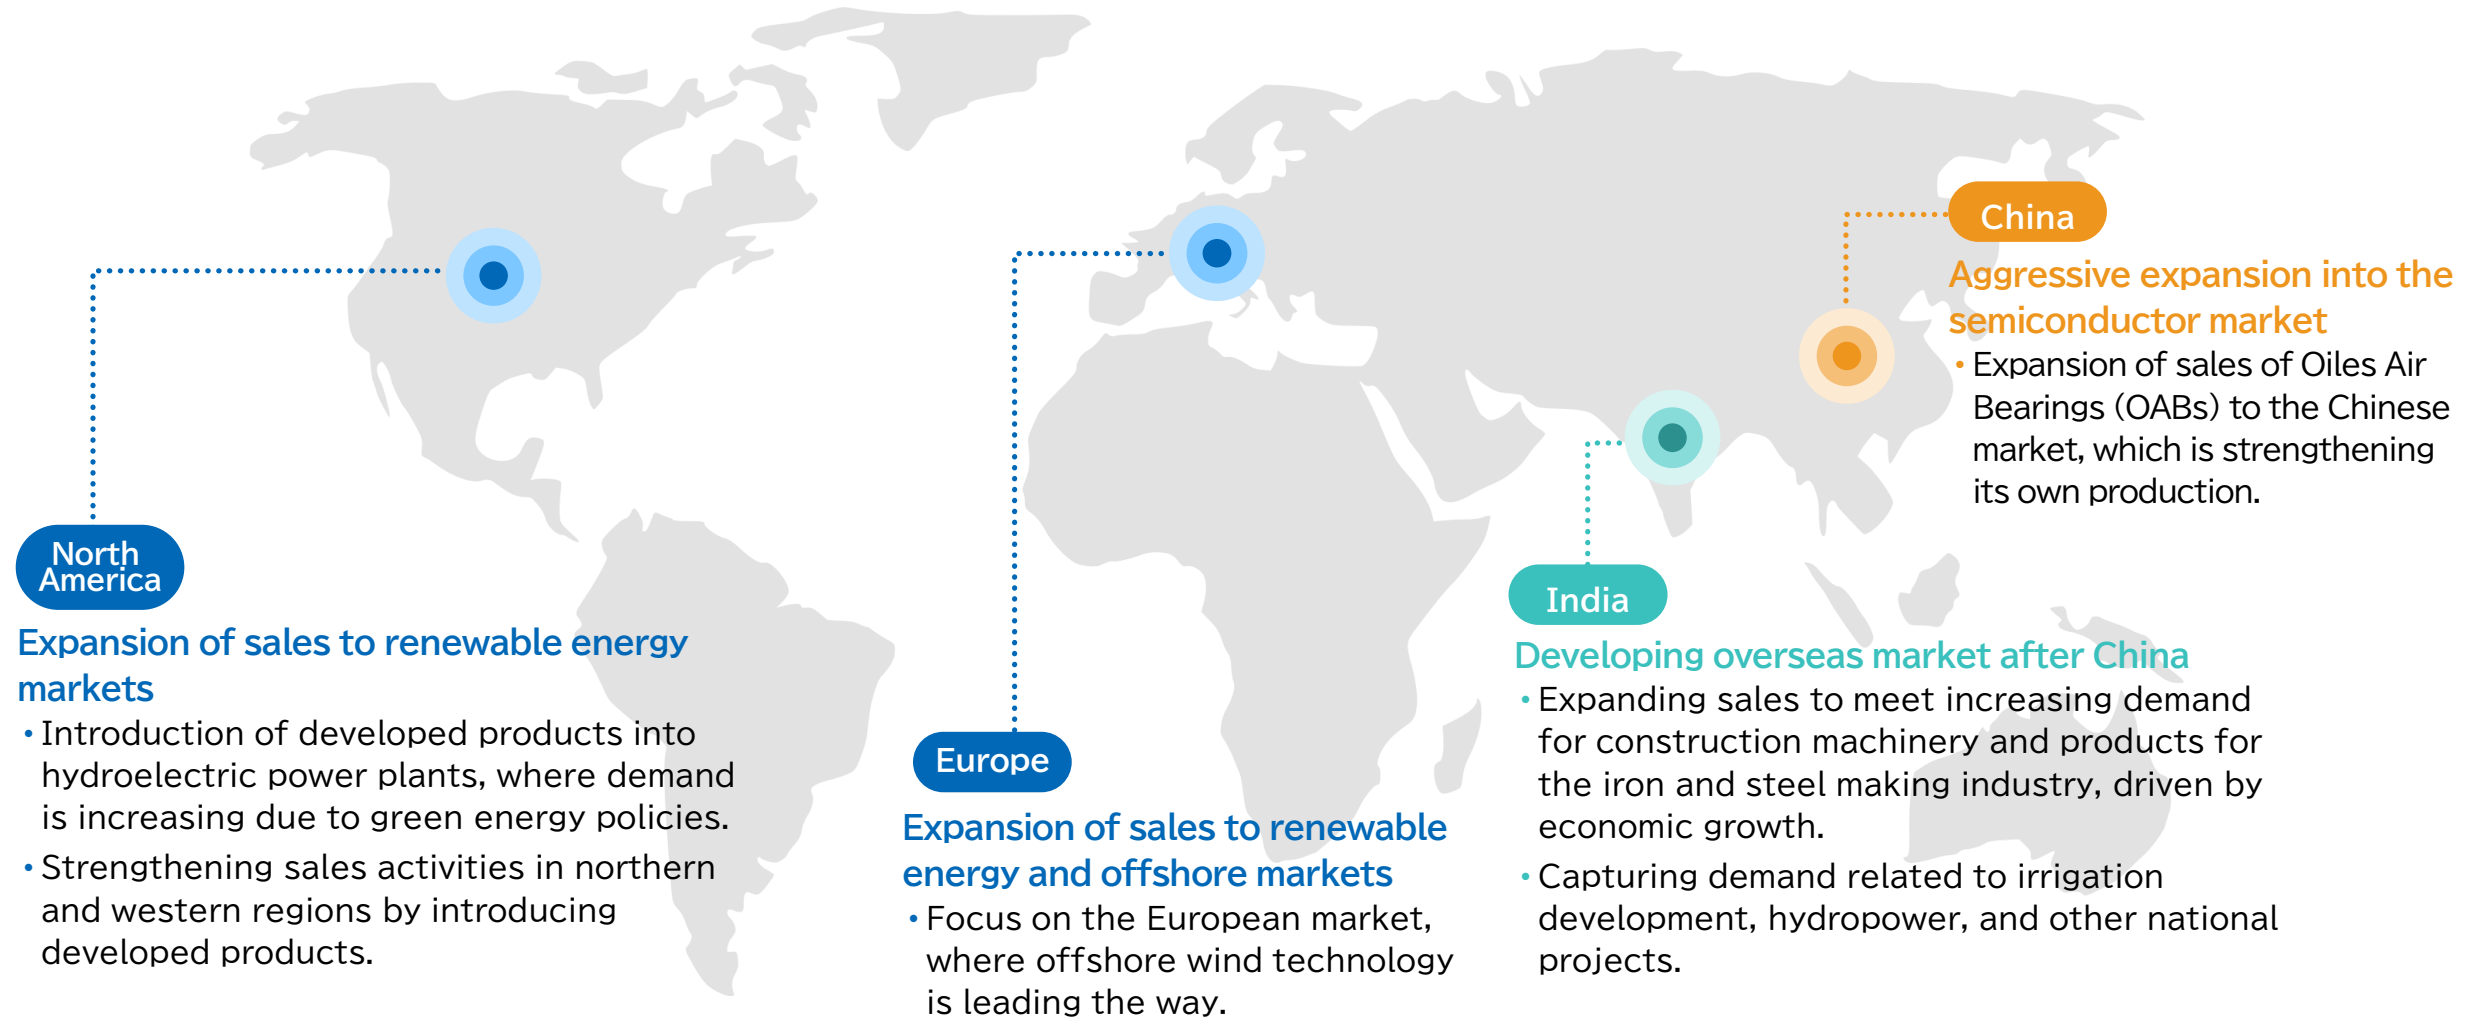 North
America
Expansion of sales to renewable energy
markets
・Introduction of developed products into
hydroelectric power plants, where demand
is increasing due to green energy policies.
・Strengthening sales activities in northern
and western regions by introducing
developed products.
Europe
Expansion of sales to renewable
energy and offshore markets
・Focus on the European market,
where offshore wind technology
is leading the way.
China
Aggressive expansion into the
semiconductor market
・Expansion of sales of Oiles Air
Bearings (OABs) to the Chinese
market, which is strengthening
its own production.
India
Developing overseas market after China
・Expanding sales to meet increasing demand
for construction machinery and products for
the iron and steel making industry, driven by
economic growth.
・Capturing demand related to irrigation
development, hydropower, and other national
projects.